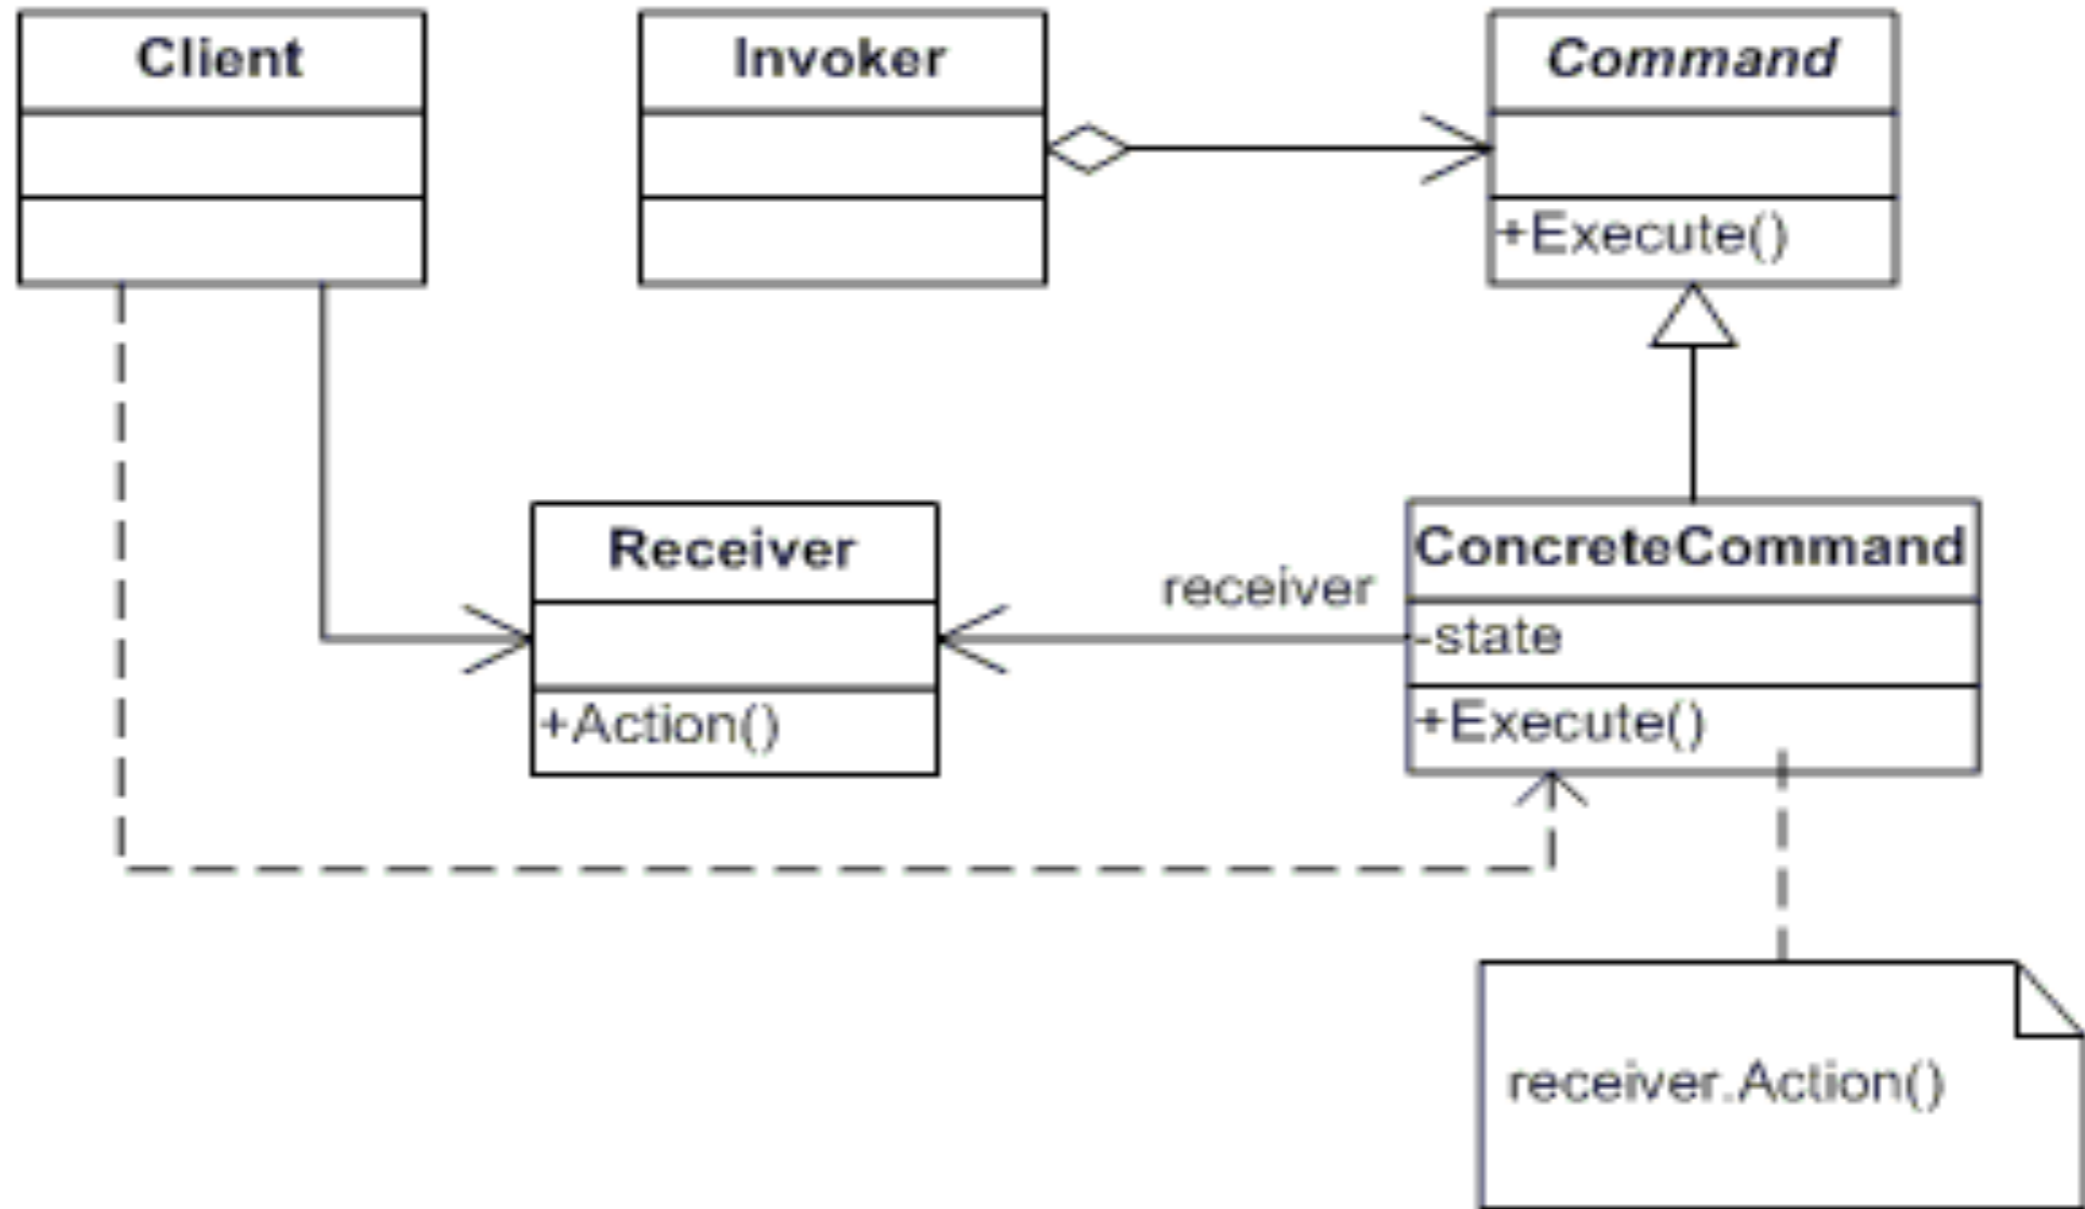 Client
Invoker
Command
+Execute()
Receiver
+Action()
receiver
ConcreteCommand
-state
+Execute()
receiver.Action()